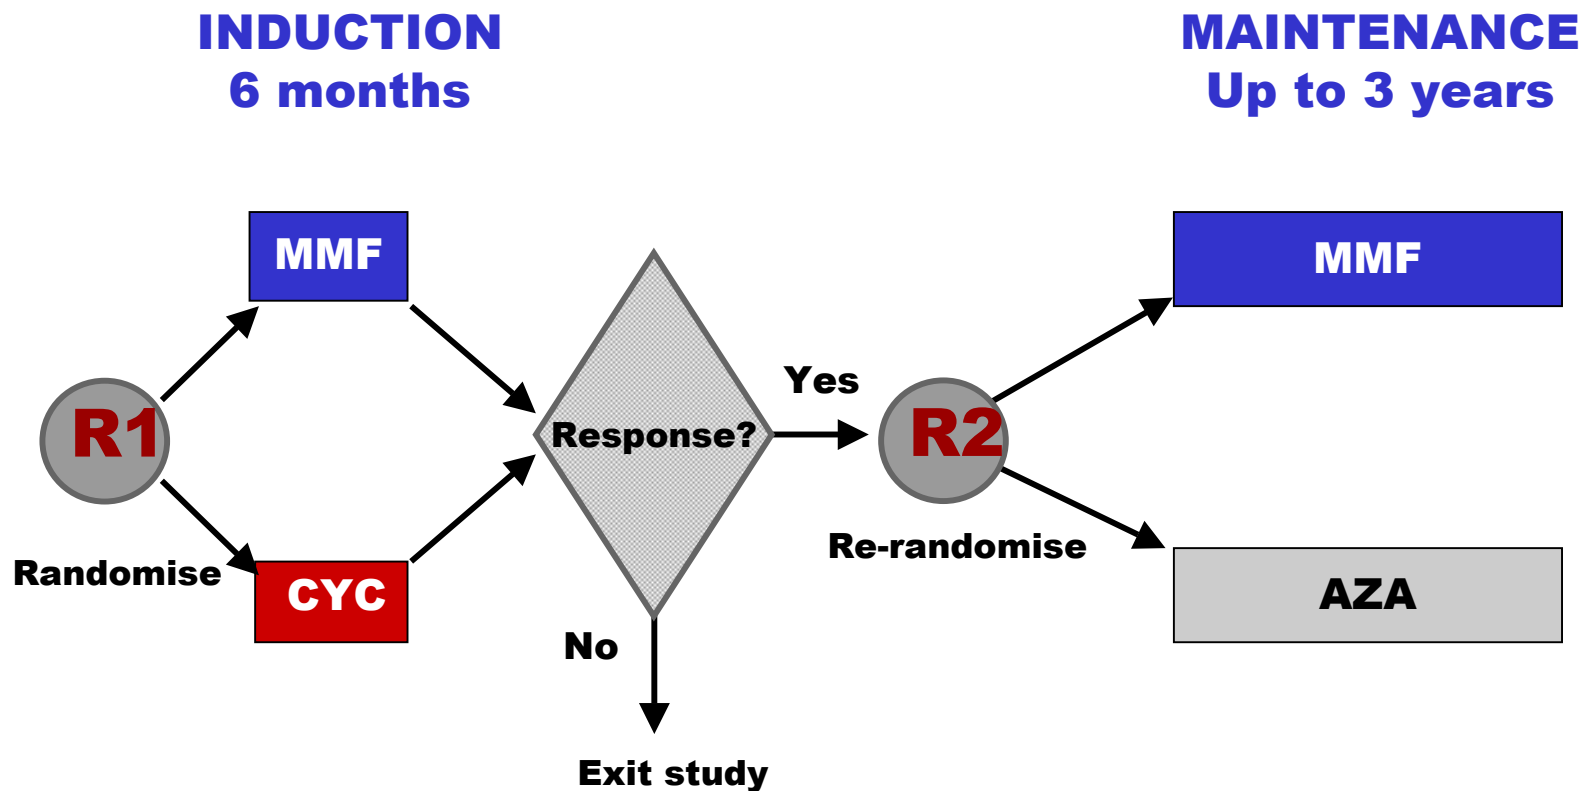 INDUCTION
6 months
MAINTENANCE
Up to 3 years
MMF
MMF
Yes
R1
Response?
R2
Re-randomise
Randomise
CYC
AZA
No
Exit study